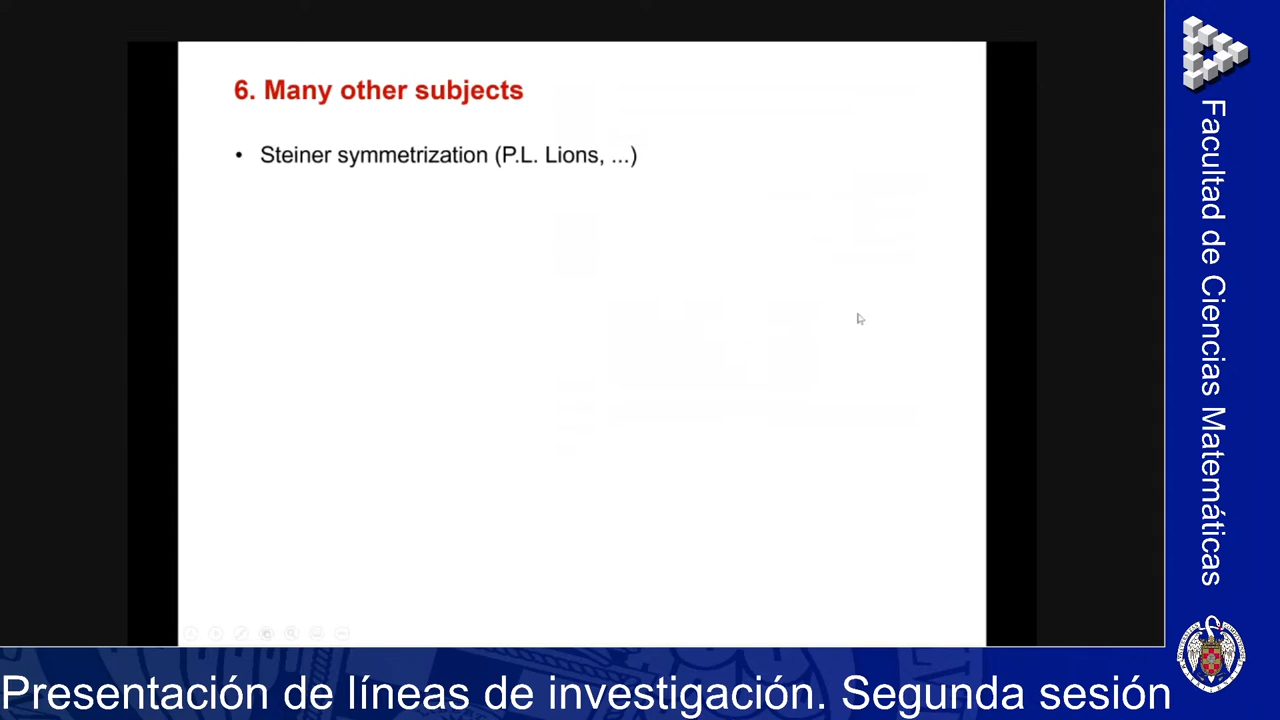 6. Many other subjects
• Steiner symmetrization (P.L. Lions, ...)
Facultad de Ciencias Matemáticas
Presentación de líneas de investigación. Segunda sesión